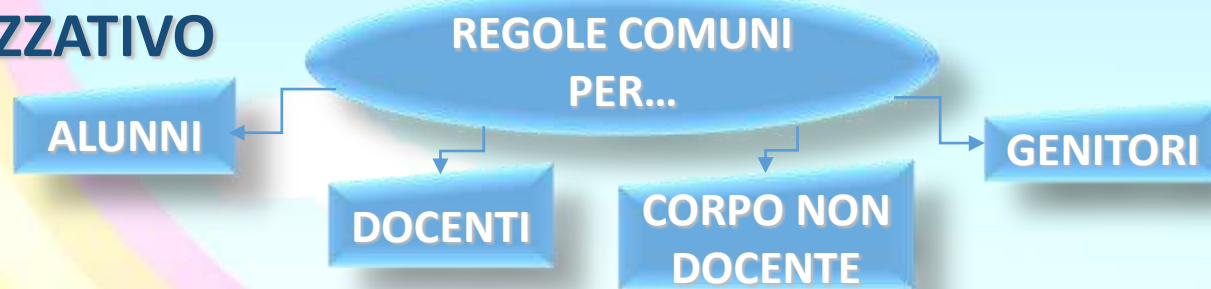 ZZATIVO
REGOLE COMUNI
PER...
ALUNNI
GENITORI
DOCENTI
CORPO NON
DOCENTE